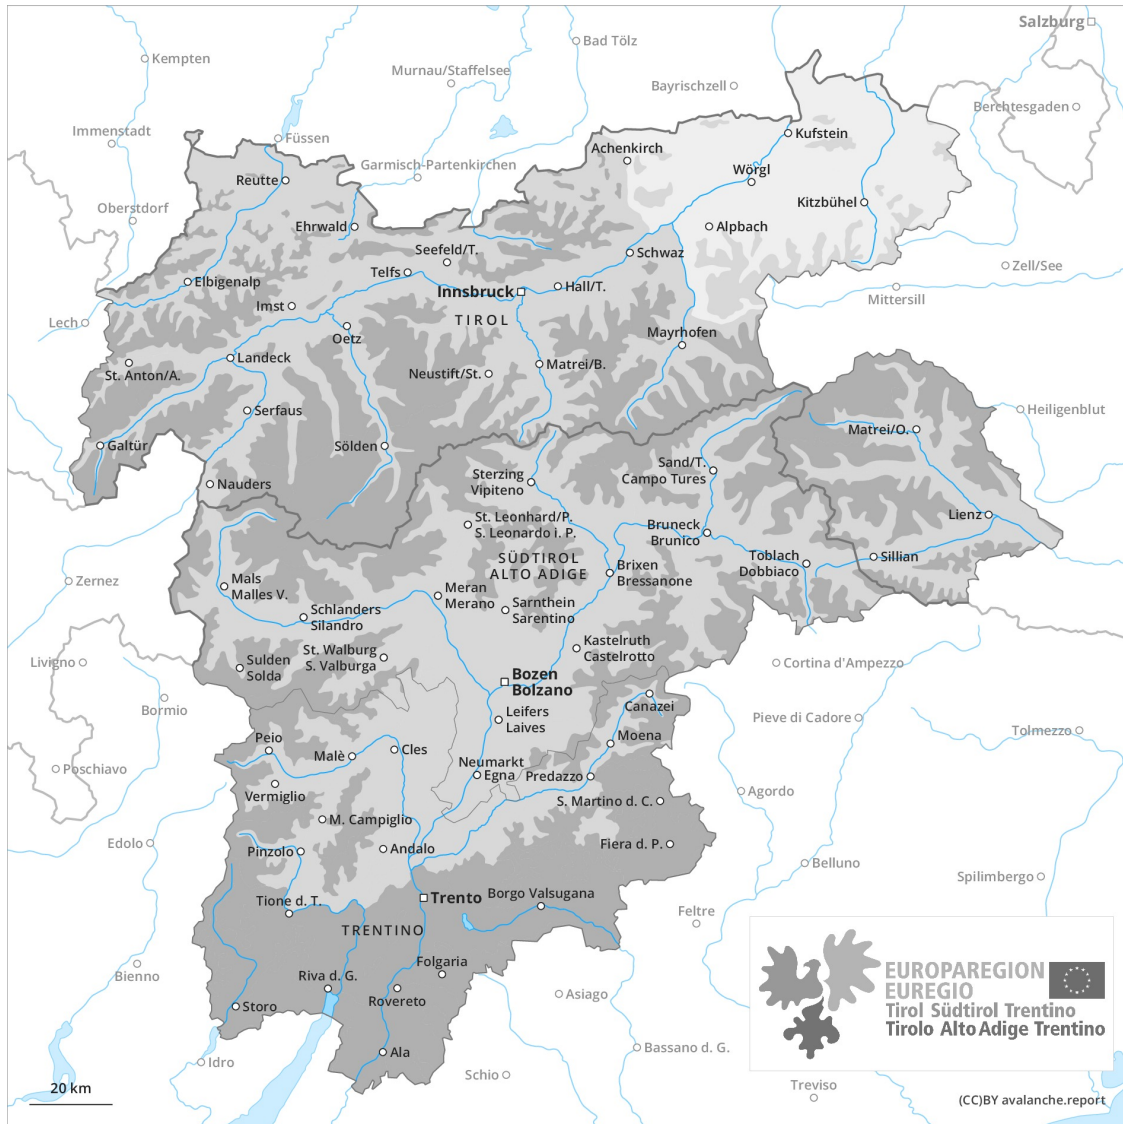 Salzburg
Bad Tölz
Kempten
Murnau/Staffelsee
Bayrischzell
Berchtesgaden
Immenstadt
Füssen
Kufstein
Achenkirch
Garmisch-Partenkirchen
Wörgl
Reutte
Oberstdorf
Kitzbühel
Ehrwald
Alpbach
Seefeld/T.
Schwaz
Telfs
Zell/See
Elbigenalp
Hall/T.
Innsbruck
Mittersill
Imst
TIROL
Lech
Oetz
Mayrhofen
Landeck
Matrei/B.
St. Anton/A.
Neustift/St.
Serfaus
Heiligenblut
Matrei/O.
Galtür
Sölden
Sand/T.
Campo Tures
Sterzing
Vipiteno
Nauders
Lienz
St. Leonhard/P.
S. Leonardo i. P.
Bruneck
Brunico
SÜDTIROL
ALTO ADIGE
Toblach
Dobbiaco
Sillian
Brixen
Bressanone
Zernez
Mals
Malles V.
Meran
Merano
Schlanders
Silandro
Sarnthein
Sarentino
Kastelruth
Castelrotto
St. Walburg
S. Valburga
Livigno
Sulden
Solda
Cortina d'Ampezzo
Bozen
Bolzano
Bormio
Canazei
Leifers
Laives
Pieve di Cadore
Tolmezzo
Peio
Moena
Malè
Cles
Neumarkt
Egna
Predazzo
Poschiavo
Vermiglio
Agordo
S. Martino d. C.
M. Campiglio
Edolo
Pinzolo
Andalo
Fiera d. P.
Belluno
Spilimbergo
Tione d. T.
Trento
Borgo Valsugana
Feltre
TRENTINO
Bienno
Riva d. G.
Folgaria
Storo
Rovereto
Asiago
Ala
Idro
Bassano d. G.
Schio
Treviso
EUROPAREGION
EUREGIO
Tirol Südtirol Trentino
Tirolo Alto Adige Trentino
20 km
(CC)BY avalanche.report